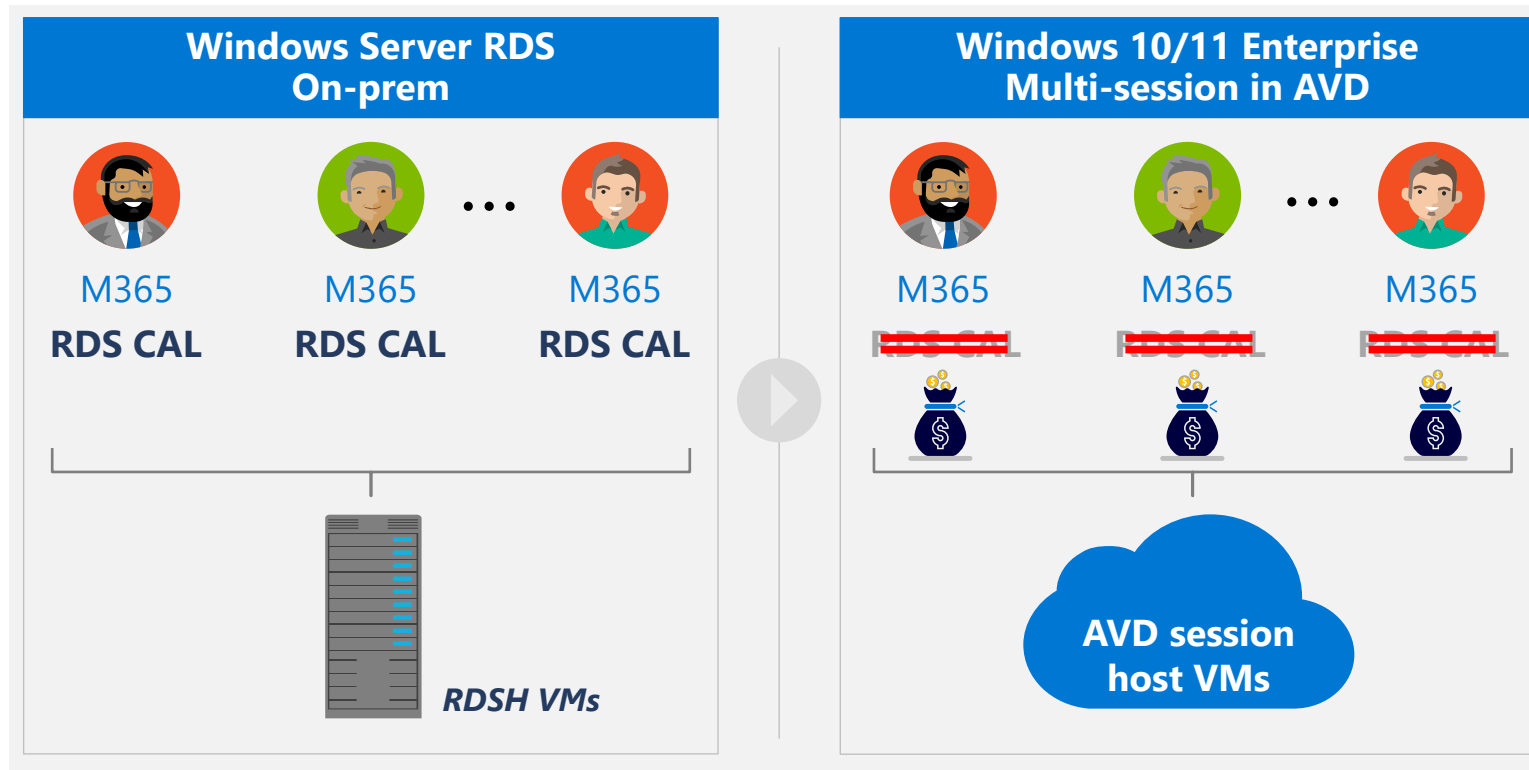 Windows Server RDS
On-prem
M365
M365
M365
RDS CAL
RDS CAL
RDS CAL
RDSH VMs
Windows 10/11 Enterprise
Multi-session in AVD
M365
M365
M365
RDS CAL
RDS CAL
RDS CAL
$
$
$
AVD session
host VMs